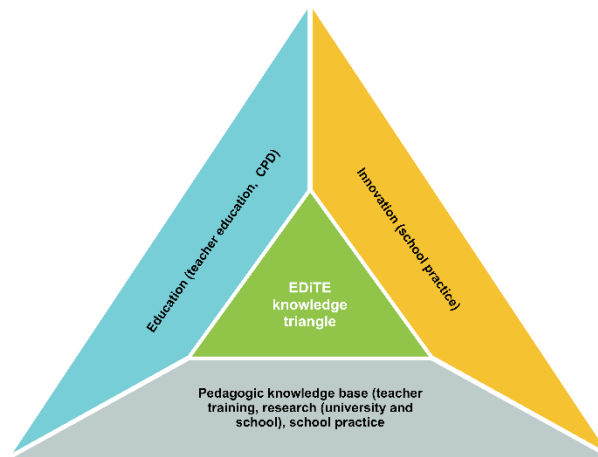 Education (teacher education, CPD)
Innovation (school practice)
EDiTE
knowledge
triangle
Pedagogic knowledge base (teacher
training, research (university and
school), school practice